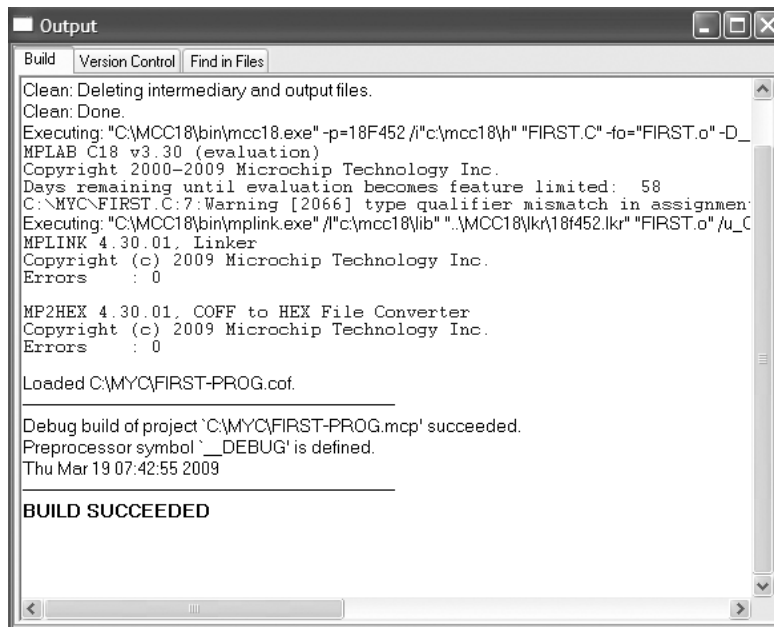 Output
Build Version Control Find in Files
Clean: Deleting intermediary and output files.
Clean: Done.
Executing: "C:\MCC18\bin\mcc18.exe" -p=18F452 /i"c:\mcc18\h" "FIRST.C" -fo="FIRST.o" -D__
MPLAB C18 v3.30 (evaluation)
Copyright 2000-2009 Microchip Technology Inc.
Days remaining until evaluation becomes feature limited:  58
C:\MYC\FIRST.C:7:Warning [2066] type qualifier mismatch in assignment
Executing: "C:\MCC18\bin\mplink.exe" /l"c:\mcc18\lib" "..\MCC18\lkr\18f452.lkr" "FIRST.o" /u_C
MPLINK 4.30.01, Linker
Copyright (c) 2009 Microchip Technology Inc.
Errors    : 0
MP2HEX 4.30.01, COFF to HEX File Converter
Copyright (c) 2009 Microchip Technology Inc.
Errors    : 0
Loaded C:\MYC\FIRST-PROG.cof.
Debug build of project `C:\MYC\FIRST-PROG.mcp' succeeded.
Preprocessor symbol `__DEBUG' is defined.
Thu Mar 19 07:42:55 2009
BUILD SUCCEEDED